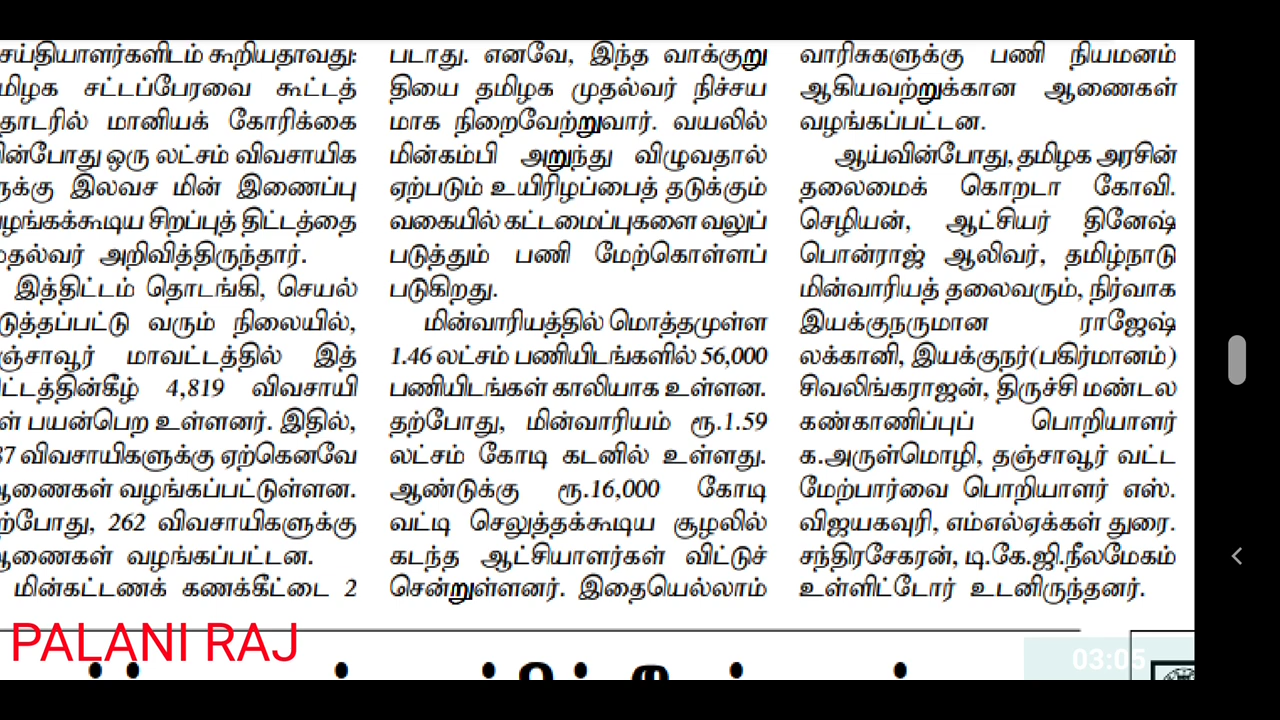 சய்தியாளர்களிடம் கூறியதாவது:
மிழக சட்டப்பேரவை கூட்டத்
தாடரில் மானியக் கோரிக்கை
ின்போது ஒரு லட்சம் விவசாயிக
ருக்கு இலவச மின் இணைப்பு
ழங்கக்கூடிய சிறப்புத் திட்டத்தை
தல்வர் அறிவித்திருந்தார்.
இத்திட்டம் தொடங்கி, செயல்
டுத்தப்பட்டு வரும் நிலையில்,
ஞ்சாவூர் மாவட்டத்தில் இத்
ிட்டத்தின்கீழ் 4,819 விவசாயி
ள் பயன்பெற உள்ளனர். இதில்,
37 விவசாயிகளுக்கு ஏற்கெனவே
ஆணைகள் வழங்கப்பட்டுள்ளன.
ற்போது, 262 விவசாயிகளுக்கு
ஆணைகள் வழங்கப்பட்டன.
மின்கட்டணக் கணக்கீட்டை 2
படாது. எனவே, இந்த வாக்குறு
தியை தமிழக முதல்வர் நிச்சய
மாக நிறைவேற்றுவார். வயலில்
மின்கம்பி அறுந்து விழுவதால்
ஏற்படும் உயிரிழப்பைத் தடுக்கும்
வகையில் கட்டமைப்புகளை வலுப்
படுத்தும் பணி மேற்கொள்ளப்
படுகிறது.
மின்வாரியத்தில் மொத்தமுள்ள
1.46 லட்சம் பணியிடங்களில் 56,000
பணியிடங்கள் காலியாக உள்ளன.
தற்போது, மின்வாரியம் ரூ.1.59
லட்சம் கோடி கடனில் உள்ளது.
ஆண்டுக்கு ரூ.16,000 கோடி
வட்டி செலுத்தக்கூடிய சூழலில்
கடந்த ஆட்சியாளர்கள் விட்டுச்
சென்றுள்ளனர். இதையெல்லாம்
வாரிசுகளுக்கு பணி நியமனம்
ஆகியவற்றுக்கான ஆணைகள்
வழங்கப்பட்டன.
ஆய்வின்போது, தமிழக அரசின்
தலைமைக் கொறடா கோவி.
செழியன், ஆட்சியர் தினேஷ்
பொன்ராஜ் ஆலிவர், தமிழ்நாடு
மின்வாரியத் தலைவரும், நிர்வாக
இயக்குநருமான ராஜேஷ்
லக்கானி, இயக்குநர்(பகிர்மானம்)
சிவலிங்கராஜன், திருச்சி மண்டல
கண்காணிப்புப் பொறியாளர்
க.அருள்மொழி, தஞ்சாவூர் வட்ட
மேற்பார்வை பொறியாளர் எஸ்.
விஜயகவுரி, எம்எல்ஏக்கள் துரை.
சந்திரசேகரன், டி.கே.ஜி.நீலமேகம்
உள்ளிட்டோர் உடனிருந்தனர்.
PALANI RAJ
03:05